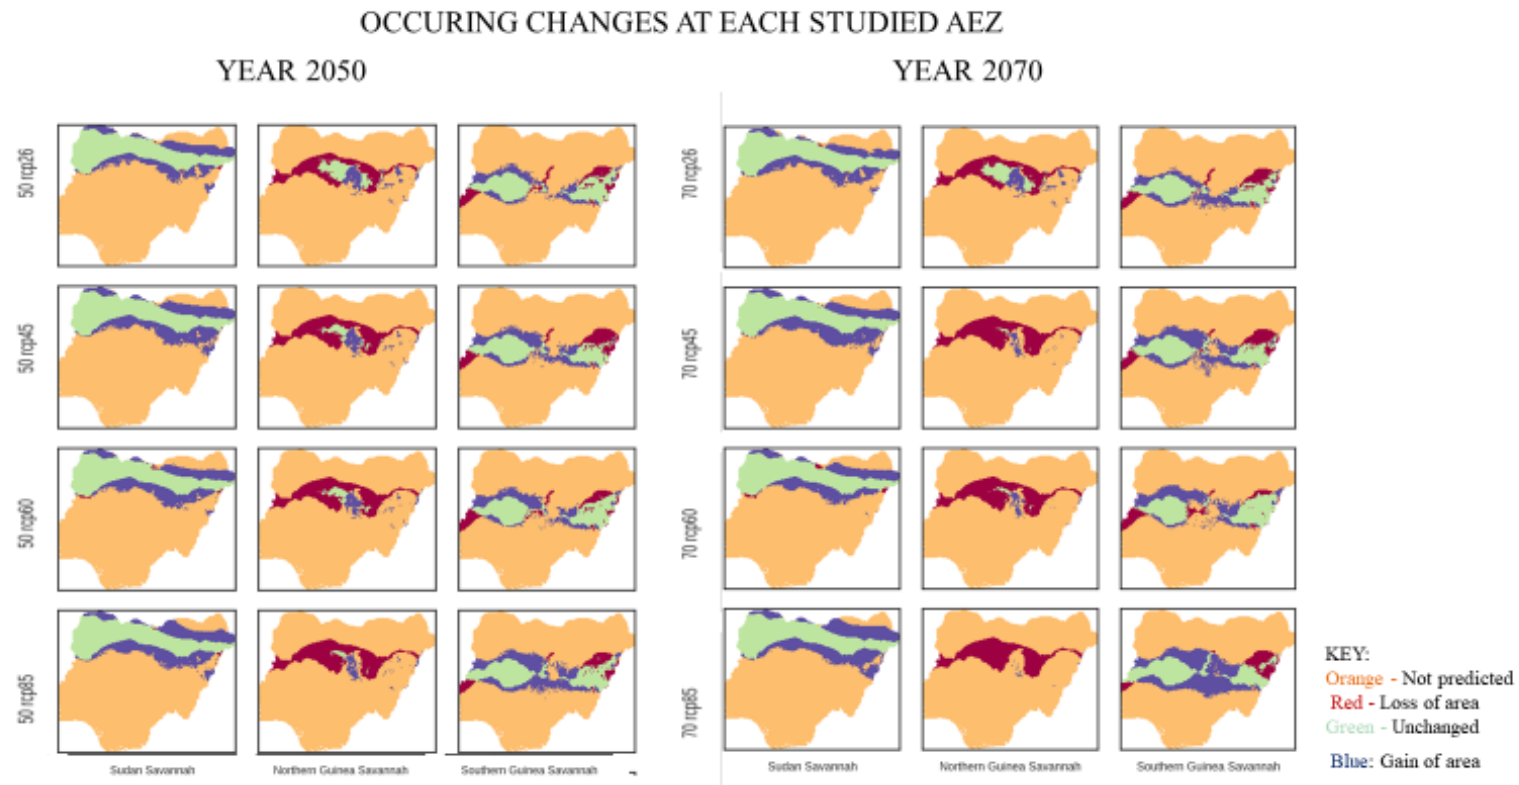 OCCURING CHANGES AT EACH STUDIED AEZ
YEAR 2050
YEAR 2070
50 rcp26
50 rcp45
50 rcp60
50 rcp85
Sudan Savannah
Northern Guinea Savannah
Southern Guinea Savannah
70 rcp26
70 rcp45
70 rcp60
70 rcp85
Sudan Savannah
Northern Guinea Savannah
Southern Guinea Savannah
KEY:
Orange - Not predicted
Red - Loss of area
Green - Unchanged
Blue: Gain of area